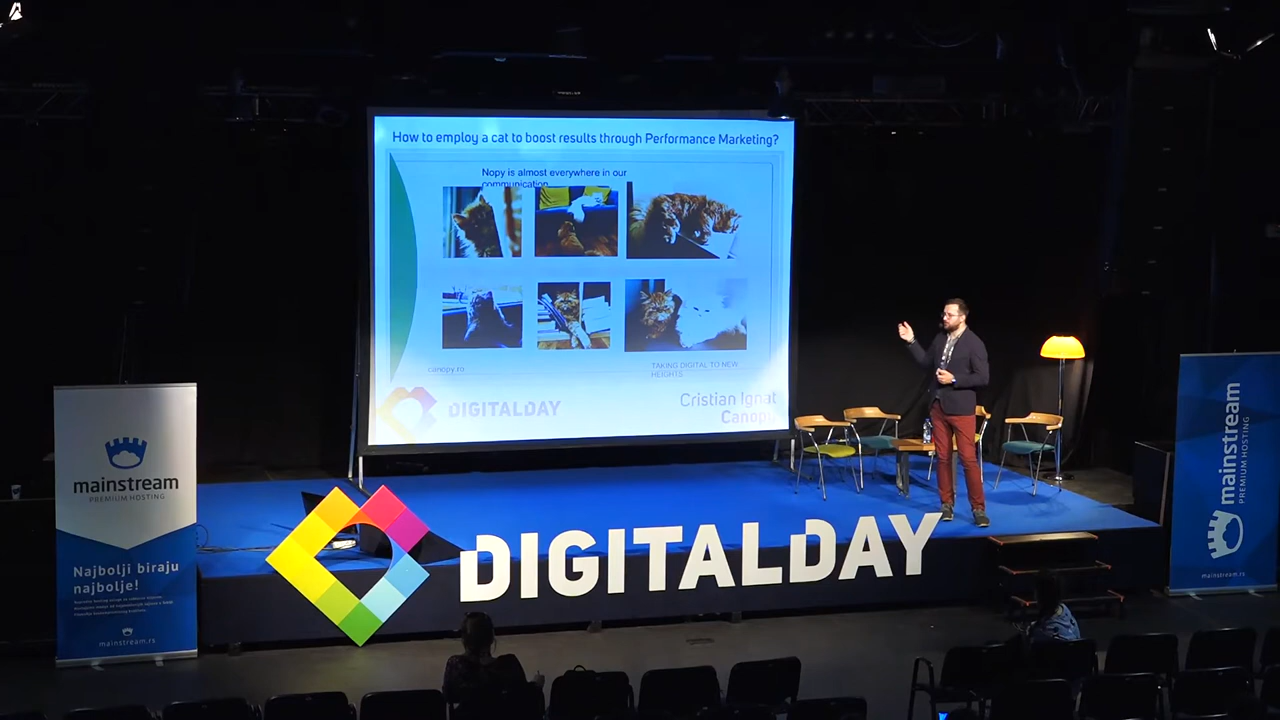 How to employ a cat to boost results through Performance Marketing?
Nopy is almost everywhere in our
communication
canopy.ro
TAKING DIGITAL TO NEW
HEIGHTS
DIGITALDAY
Cristian Ignat
Canopy
mainstream
PREMIUM HOSTING
Najbolji biraju
najbolje!
mainstream.rs
DIGITALDAY
mainstream
PREMIUM HOSTING
mainstream.rs